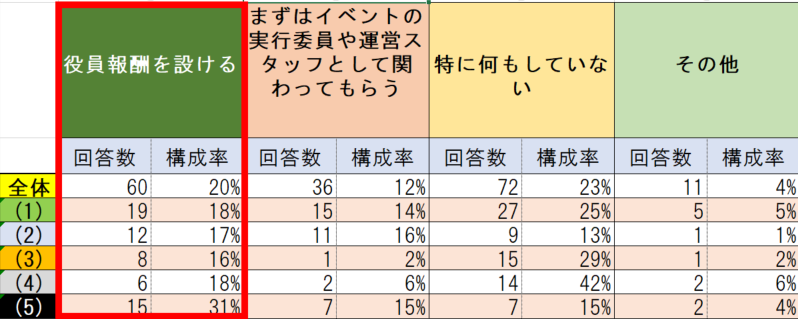 役員報酬を設ける
まずはイベントの
実行委員や運営ス
タッフとして関
わってもらう
特に何もしていな
い
その他
回答数 構成率 回答数 構成率 回答数 構成率 回答数 構成率
全体 60 20% 36 12% 72 23% 11 4%
(1) 19 18% 15 14% 27 25% 5 5%
(2) 12 17% 11 16% 9 13% 1 1%
(3) 8 16% 1 2% 15 29% 1 2%
(4) 6 18% 2 6% 14 42% 2 6%
(5) 15 31% 7 15% 7 15% 2 4%